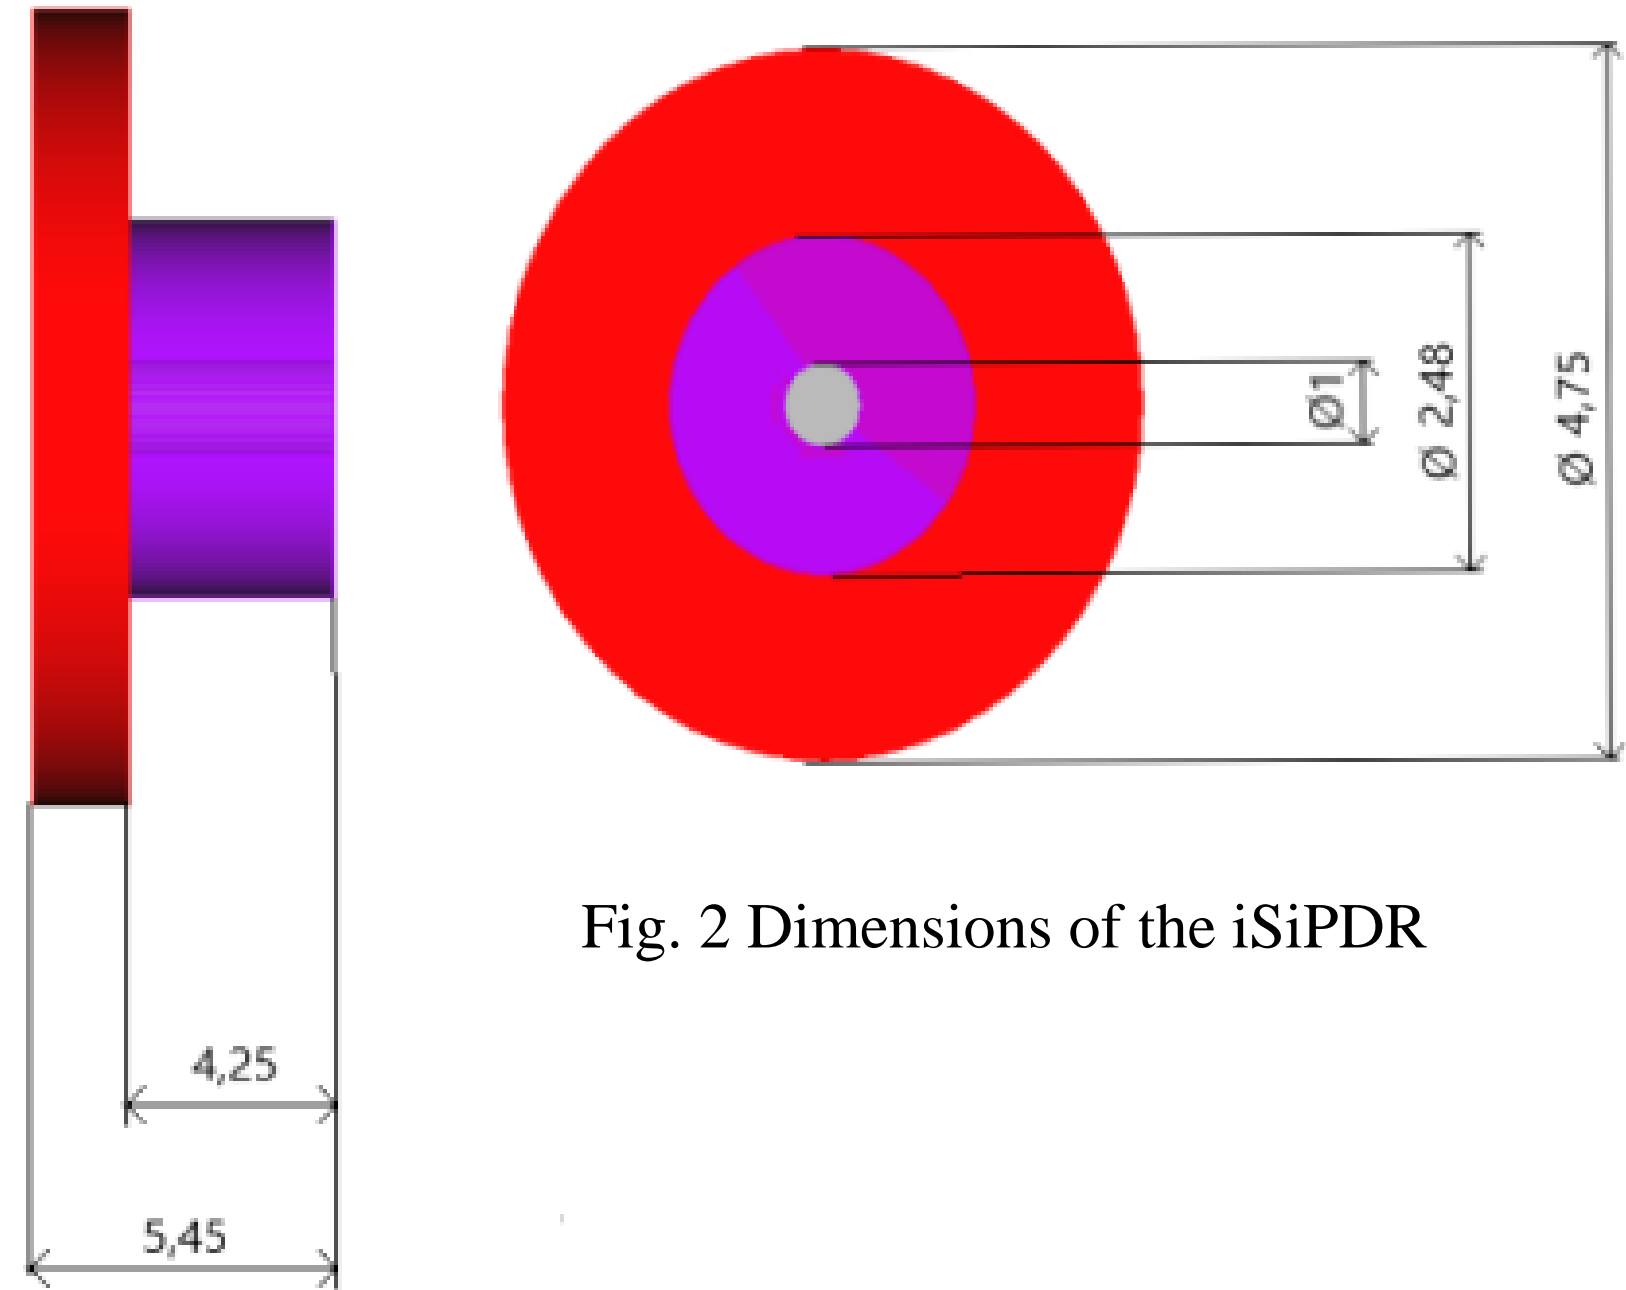 Ø1
Ø 2,48
Ø 4,75
Fig. 2 Dimensions of the iSiPDR
4,25
5,45